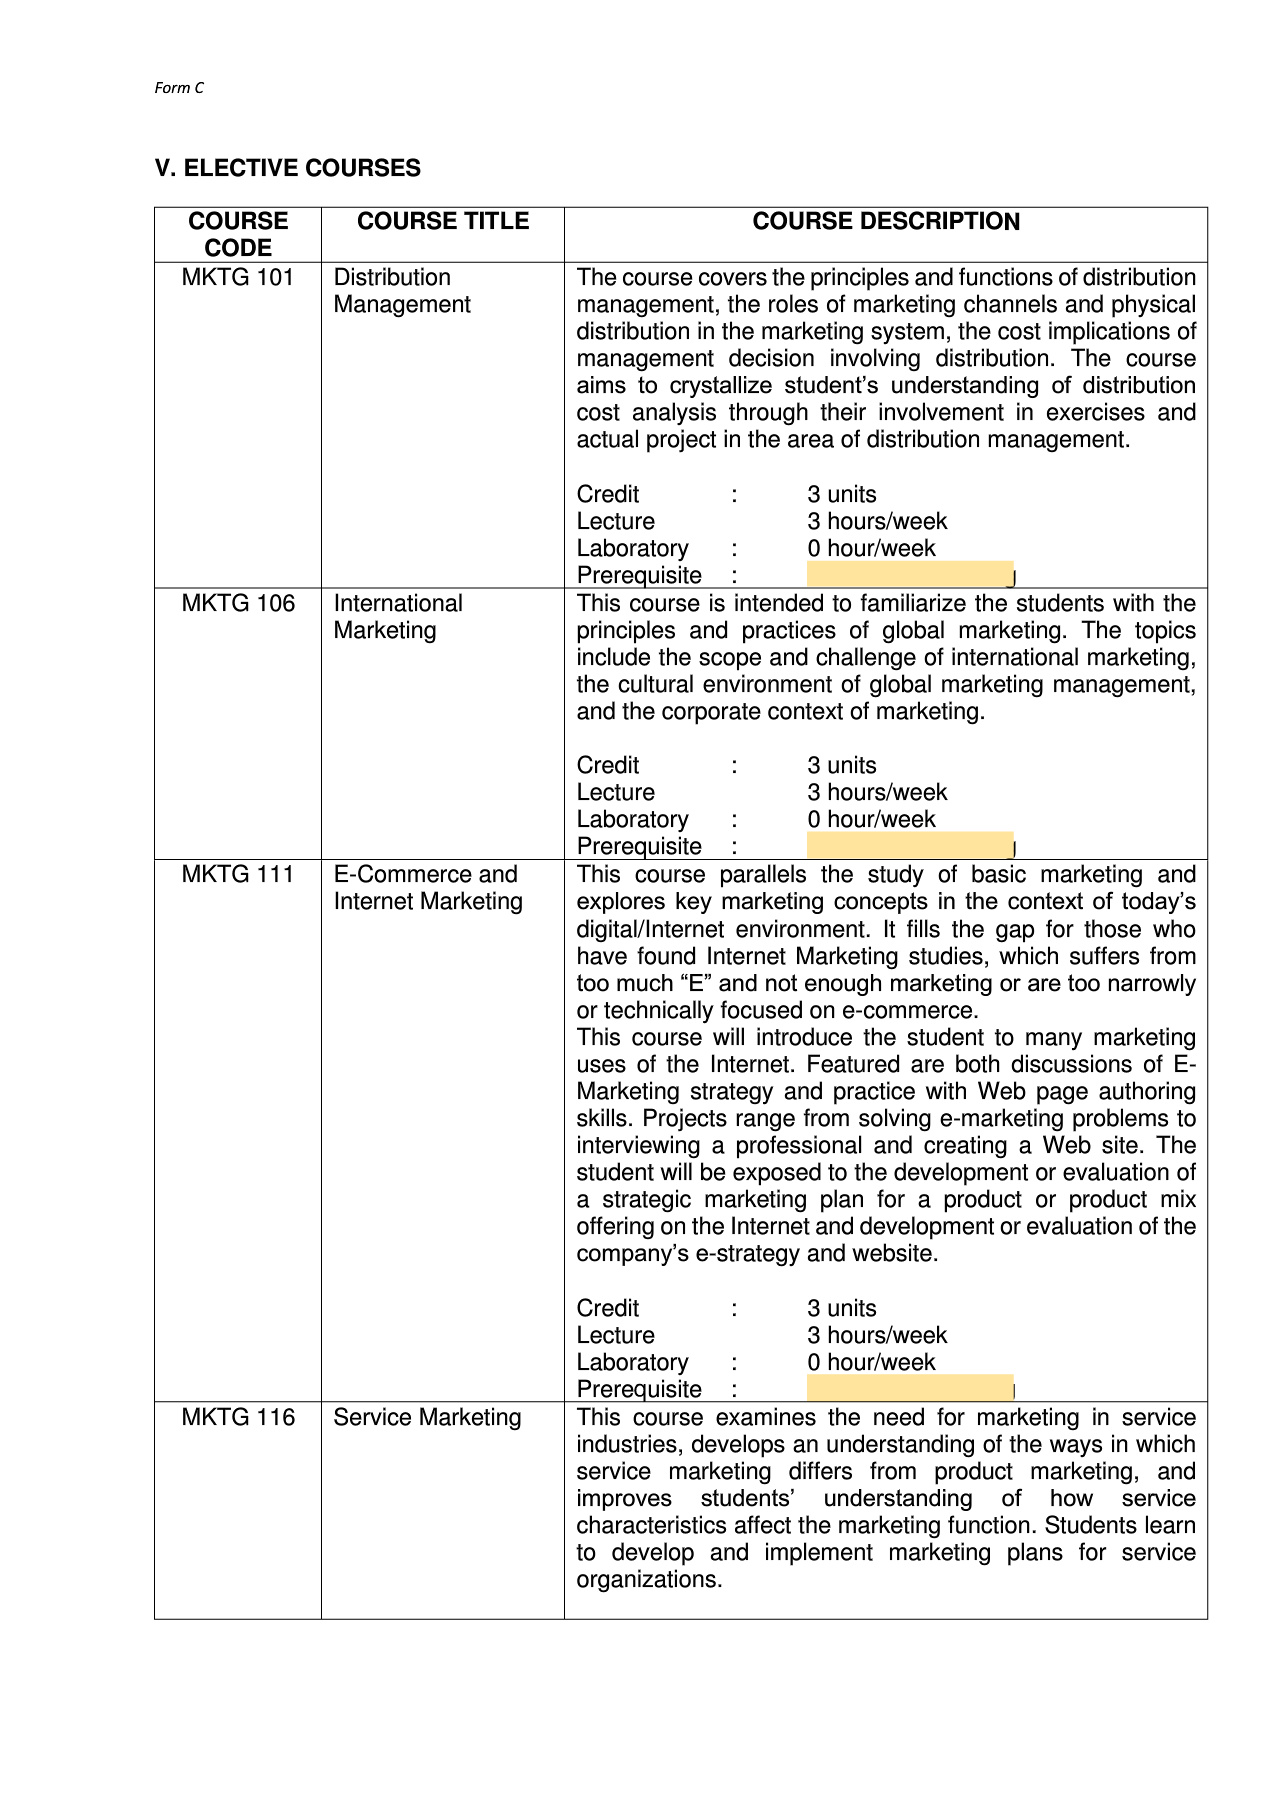 Form C
V. ELECTIVE COURSES
COURSE CODE COURSE TITLE COURSE DESCRIPTION
MKTG 101
Distribution
Management
The course covers the principles and functions of distribution
management, the roles of marketing channels and physical
distribution in the marketing system, the cost implications of
management decision involving distribution. The course
aims to crystallize student’s understanding of distribution
cost analysis through their involvement in exercises and
actual project in the area of distribution management.
Credit : 3 units
Lecture 3 hours/week
Laboratory : 0 hour/week
Prerequisite :
MKTG 106
International
Marketing
This course is intended to familiarize the students with the
principles and practices of global marketing. The topics
include the scope and challenge of international marketing,
the cultural environment of global marketing management,
and the corporate context of marketing.
Credit : 3 units
Lecture 3 hours/week
Laboratory : 0 hour/week
Prerequisite :
MKTG 111
E-Commerce and
Internet Marketing
This course parallels the study of basic marketing and
explores key marketing concepts in the context of today’s
digital/Internet environment. It fills the gap for those who
have found Internet Marketing studies, which suffers from
too much “E” and not enough marketing or are too narrowly
or technically focused on e-commerce.
This course will introduce the student to many marketing
uses of the Internet. Featured are both discussions of E-
Marketing strategy and practice with Web page authoring
skills. Projects range from solving e-marketing problems to
interviewing a professional and creating a Web site. The
student will be exposed to the development or evaluation of
a strategic marketing plan for a product or product mix
offering on the Internet and development or evaluation of the
company’s e-strategy and website.
Credit : 3 units
Lecture 3 hours/week
Laboratory : 0 hour/week
Prerequisite :
MKTG 116
Service Marketing
This course examines the need for marketing in service
industries, develops an understanding of the ways in which
service marketing differs from product marketing, and
improves students’ understanding of how service
characteristics affect the marketing function. Students learn
to develop and implement marketing plans for service
organizations.